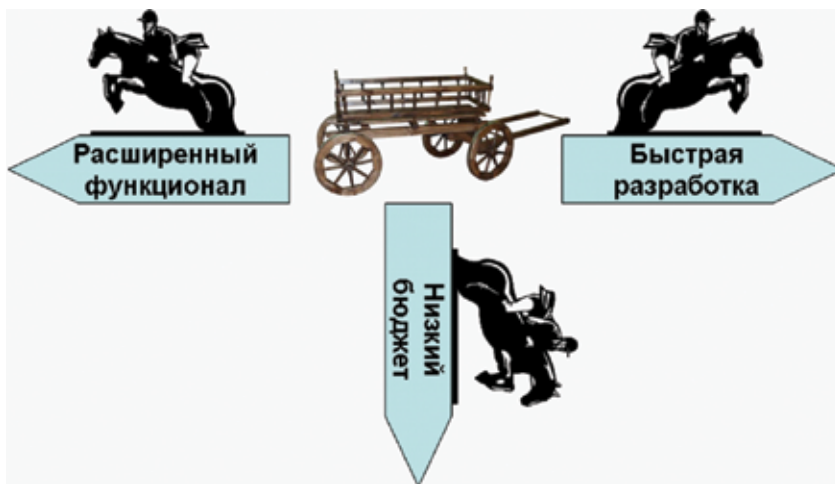 Расширенный
функционал
Быстрая
разработка
Низкий
бюджет